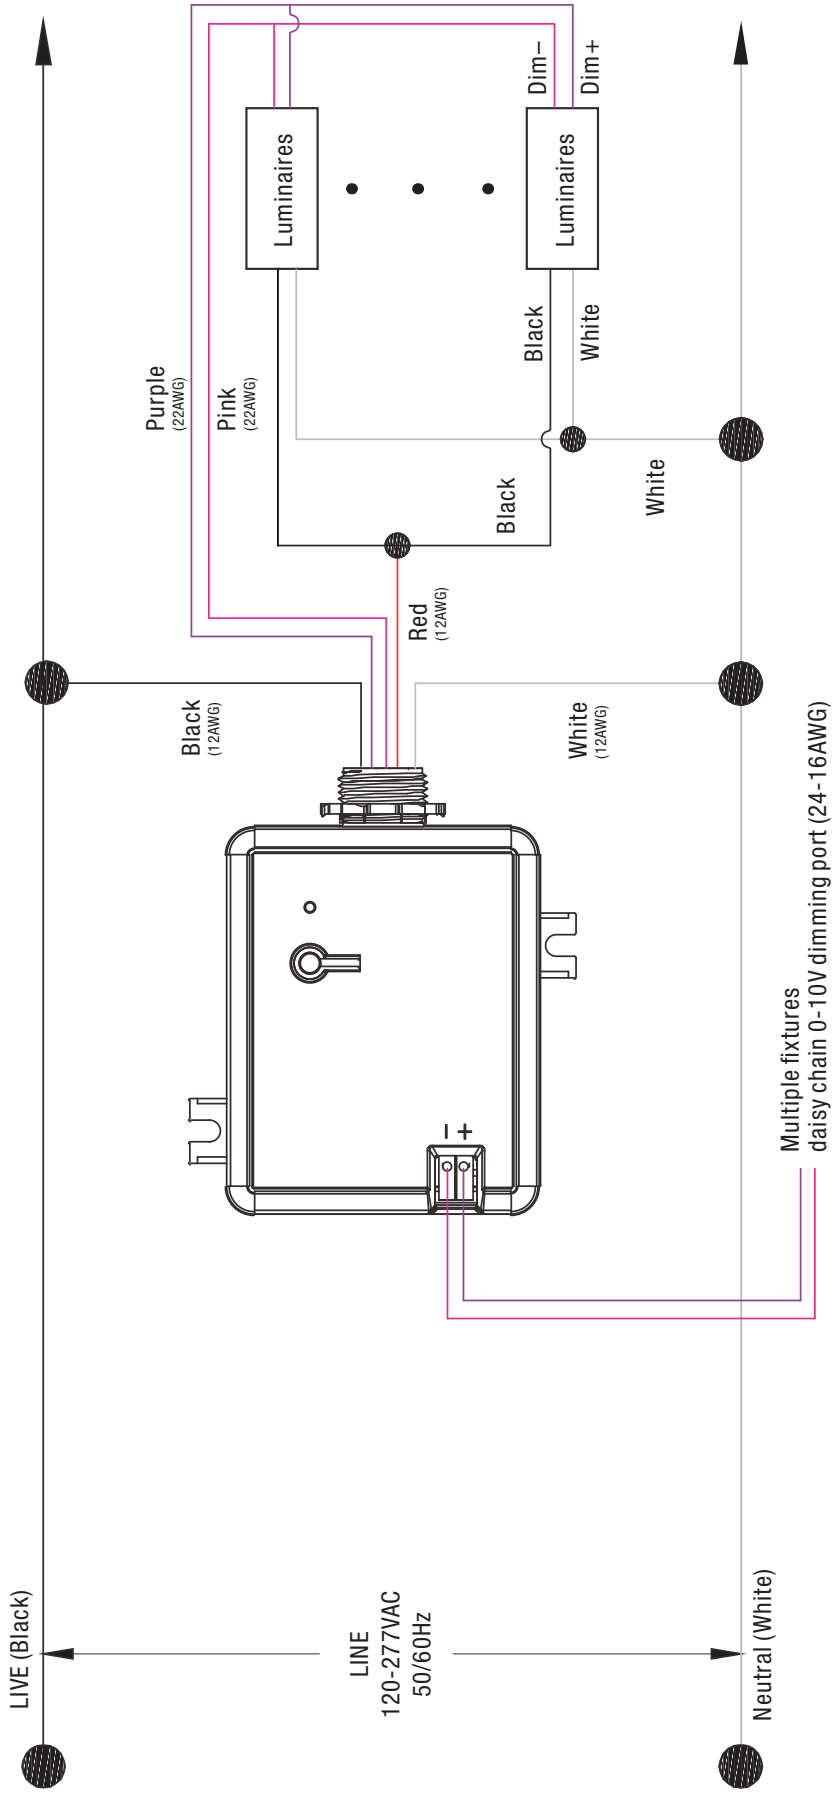 LIVE (Black)
LINE
120-277VAC
50/60Hz
Neutral (White)
Black
(12AWG)
Purple
(22AWG)
Pink
(22AWG)
Red
(12AWG)
White
(12AWG)
Black
White
Black
White
Luminaires
Luminaires
Dim−
Dim+
−
+
Multiple fixtures
daisy chain 0-10V dimming port (24-16AWG)